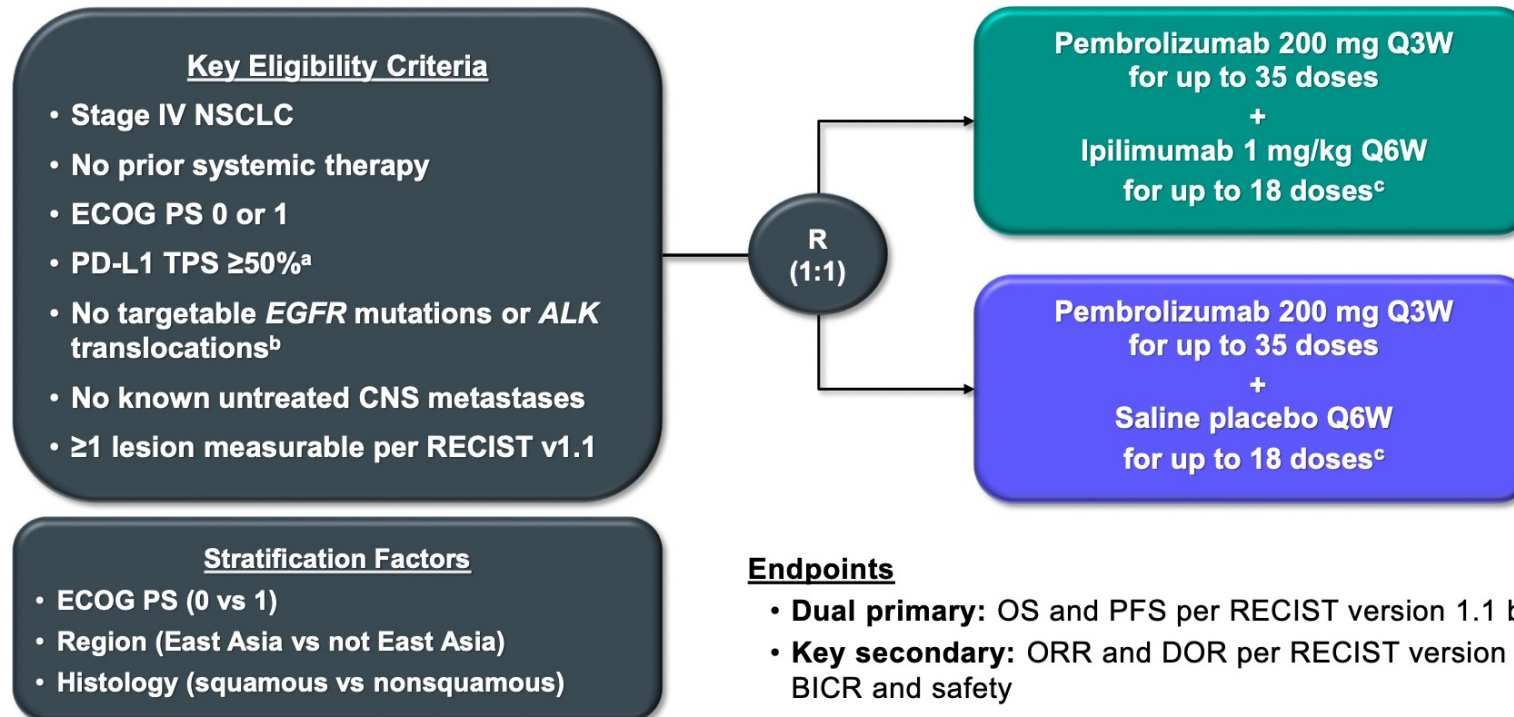 Key Eligibility Criteria
• Stage IV NSCLC
• No prior systemic therapy
• ECOG PS 0 or 1
• PD-L1 TPS ≥50%ᵃ
• No targetable EGFR mutations or ALK
translocationsᵇ
• No known untreated CNS metastases
• ≥1 lesion measurable per RECIST v1.1
Stratification Factors
• ECOG PS (0 vs 1)
• Region (East Asia vs not East Asia)
• Histology (squamous vs nonsquamous)
R
(1:1)
Pembrolizumab 200 mg Q3W
for up to 35 doses
+
Ipilimumab 1 mg/kg Q6W
for up to 18 dosesᶜ
Pembrolizumab 200 mg Q3W
for up to 35 doses
+
Saline placebo Q6W
for up to 18 dosesᶜ
Endpoints
• Dual primary: OS and PFS per RECIST version 1.1
• Key secondary: ORR and DOR per RECIST version
BICR and safety